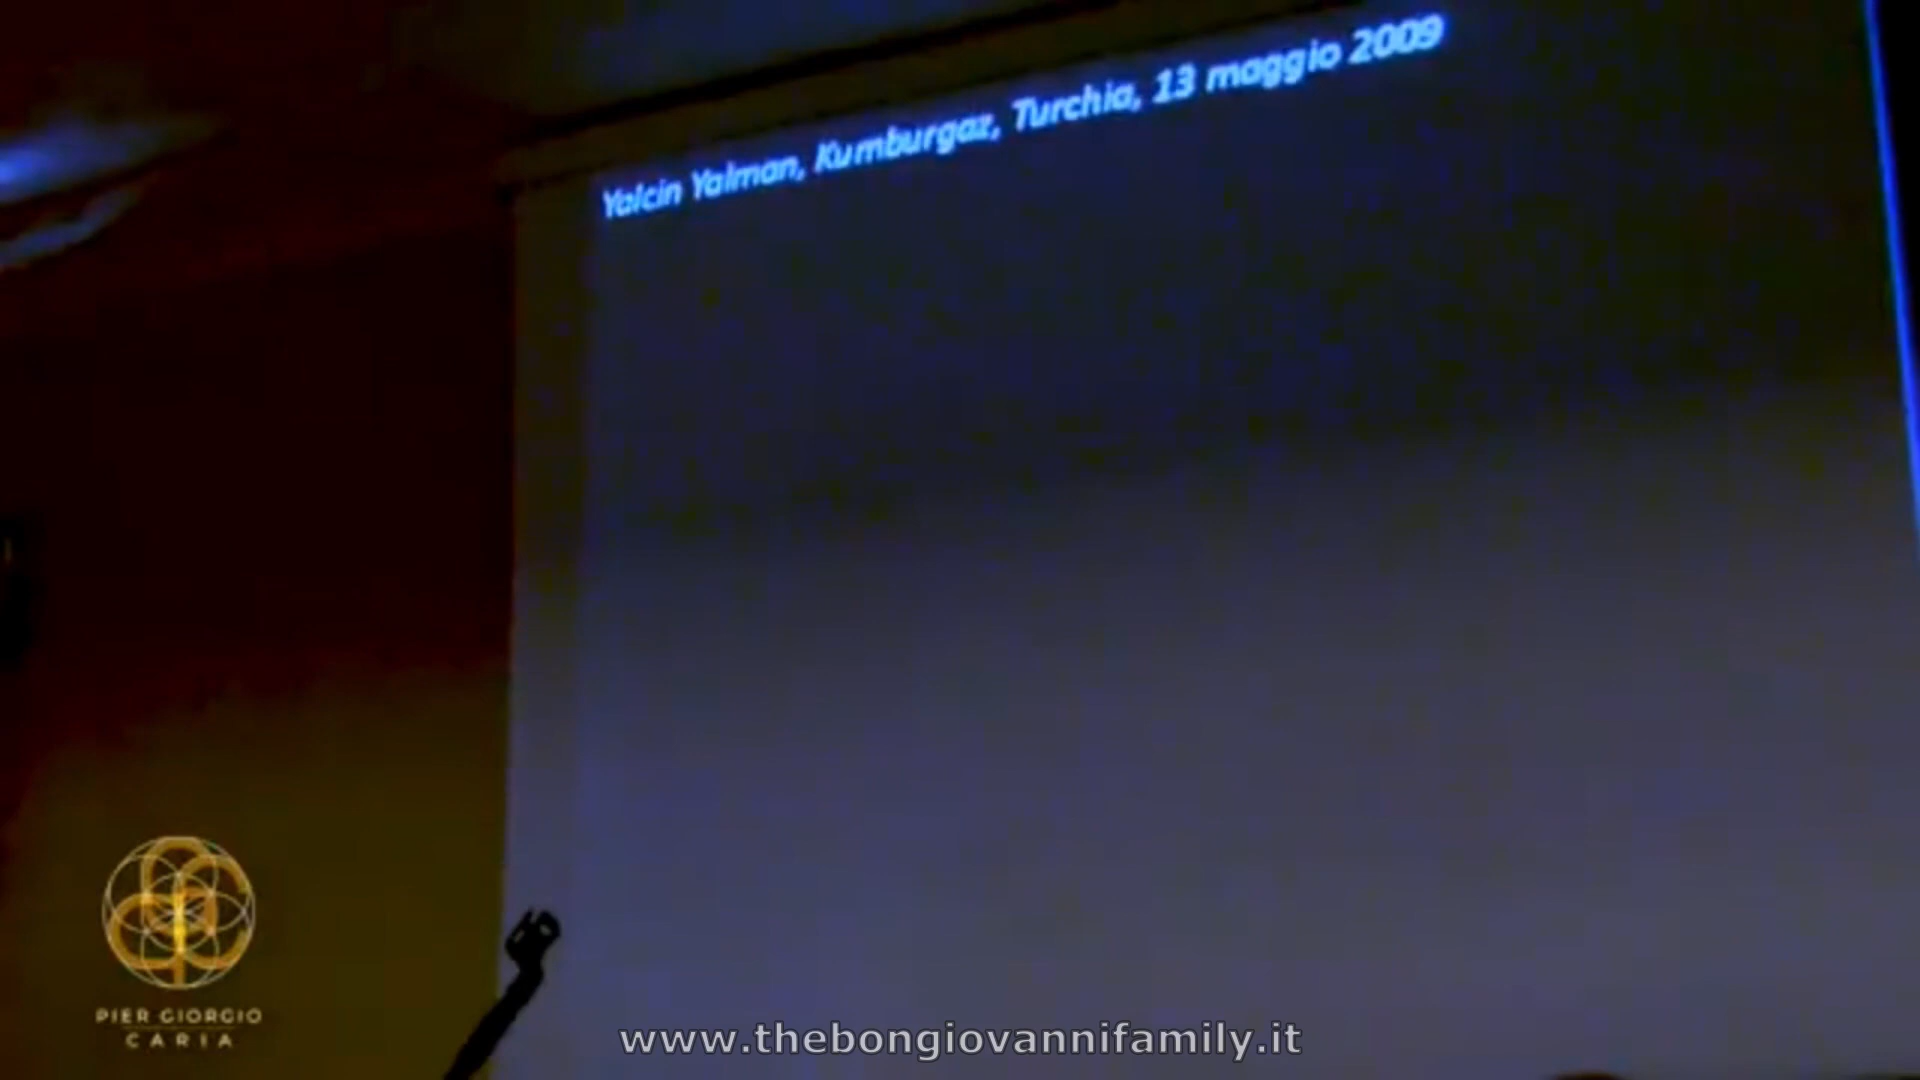 Yalcin Yalman, Kumburgaz, Turchia, 13 maggio 2009
PIER GIORGIO
CARIA
www.thebongiovannifamily.it